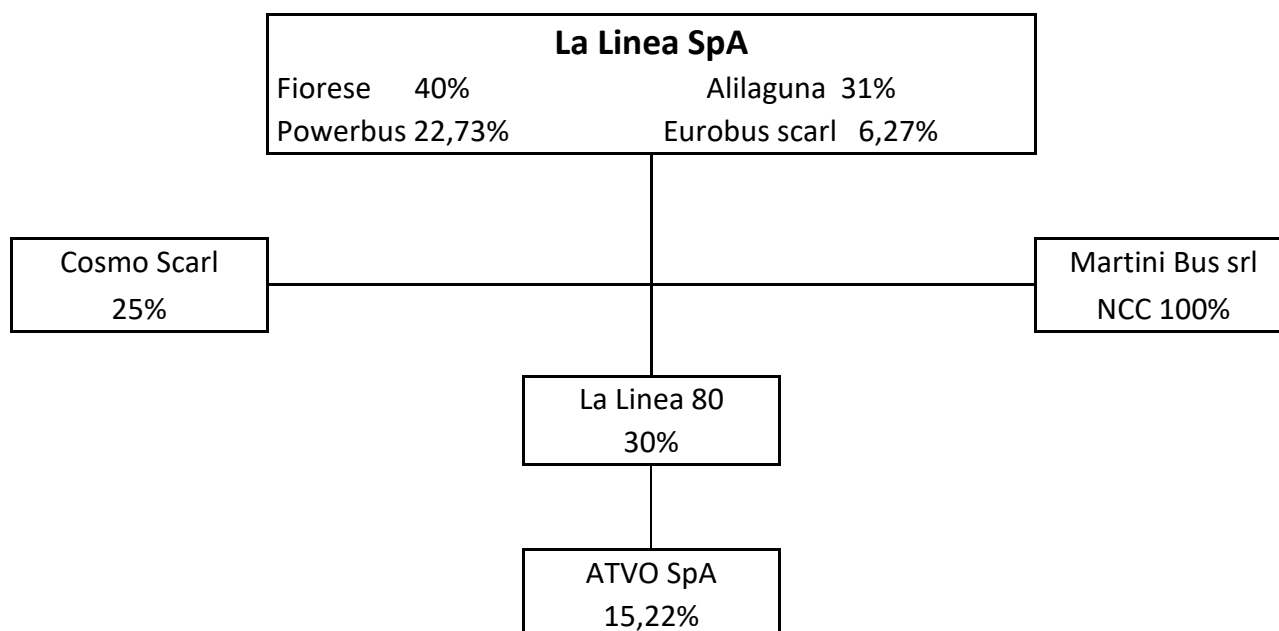 La Linea SpA
Fiorese 40% Alilaguna 31%
Powerbus 22,73% Eurobus scarl 6,27%
Cosmo Scarl
25%
Martini Bus srl
NCC 100%
La Linea 80
30%
ATVO SpA
15,22%